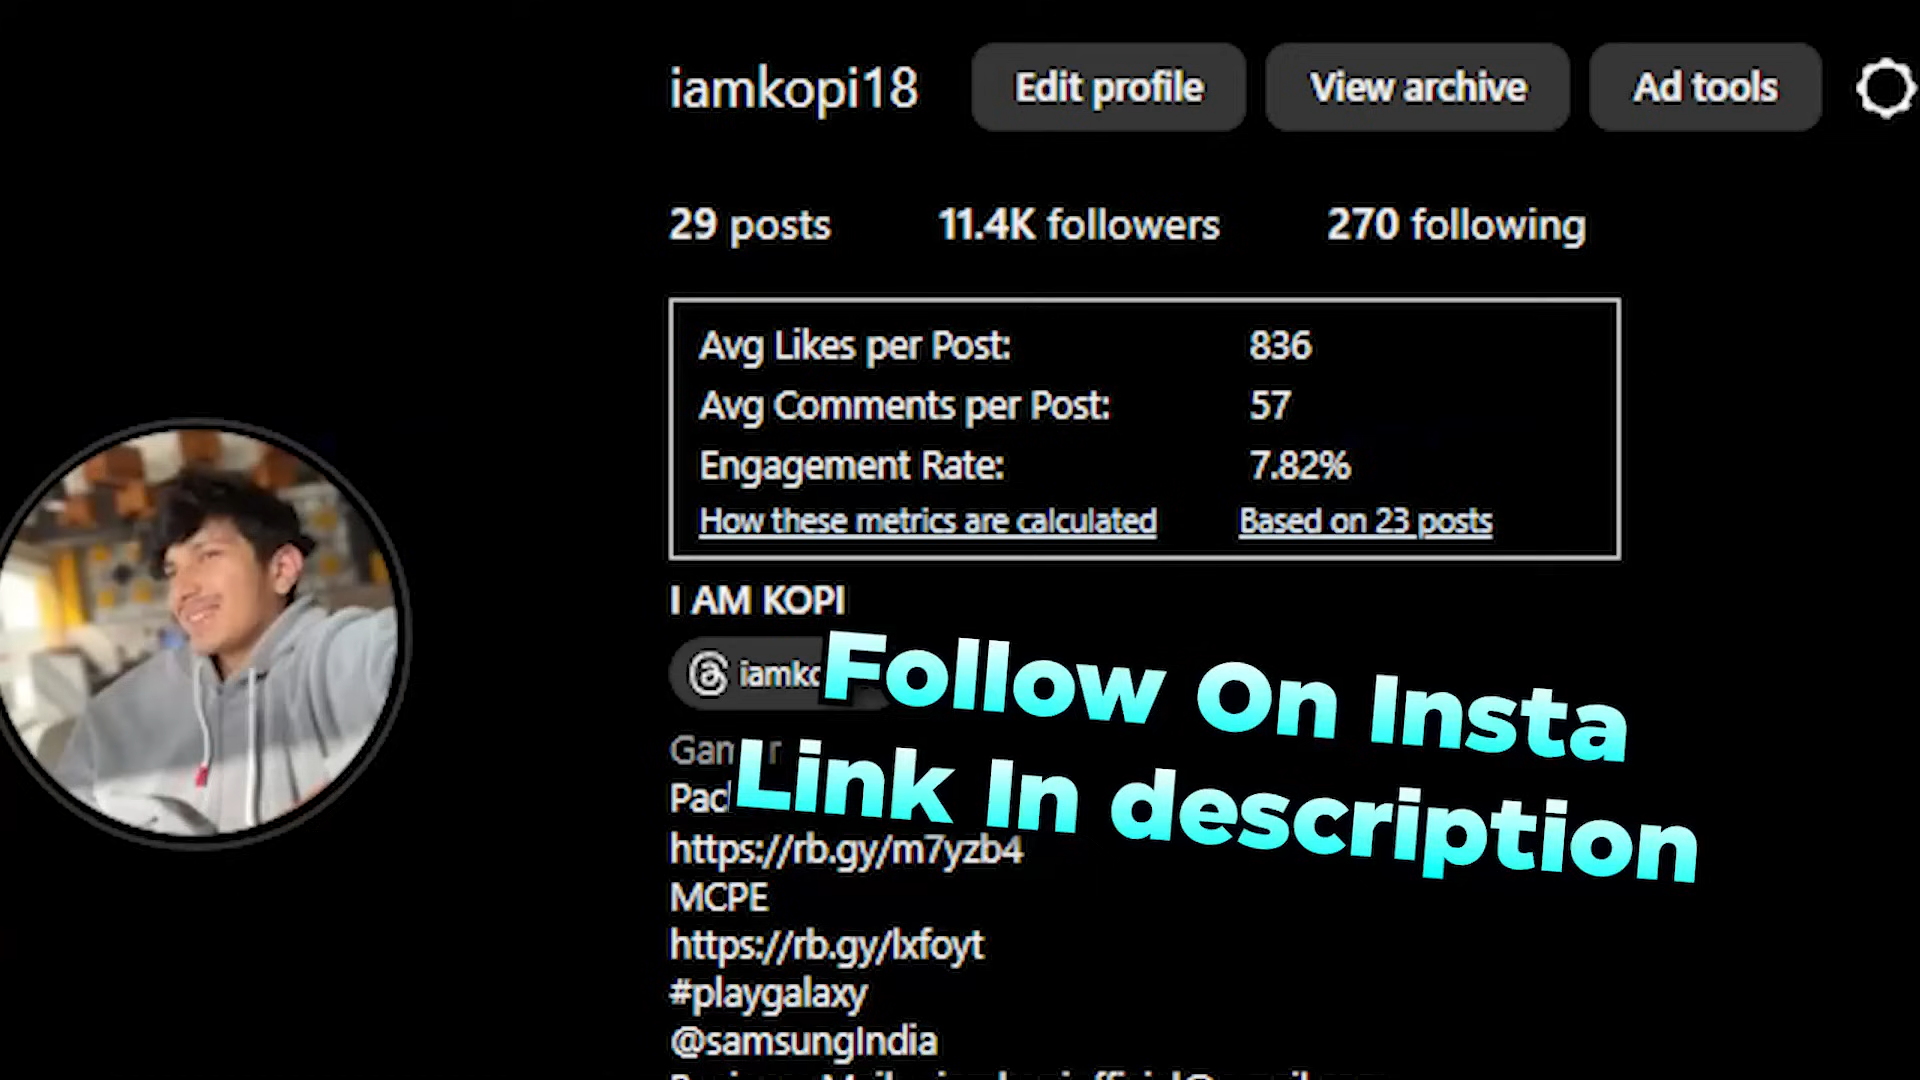 iamkopi18 Edit profile View archive Ad tools
29 posts 11.4K followers 270 following
Avg Likes per Post: 836
Avg Comments per Post: 57
Engagement Rate: 7.82%
How these metrics are calculated Based on 23 posts
I AM KOPI
Follow On Insta
Link In description
https://rb.gy/m7yzb4
MCPE
https://rb.gy/lxfoyt
#playgalaxy
@samsungIndia